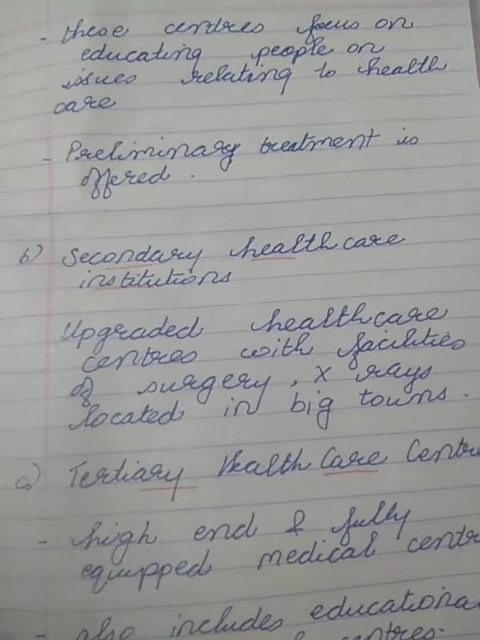 - these centres focus on
educating people on
issues relating to health
care
- Preliminary treatment is
offered.
b) Secondary healthcare
institutions
Upgraded healthcare
centres with facilities
of surgery, X rays
located in big towns.
c) Tertiary Health Care Centr
- high end & fully
equipped medical centr
- also includes educationa
centres.